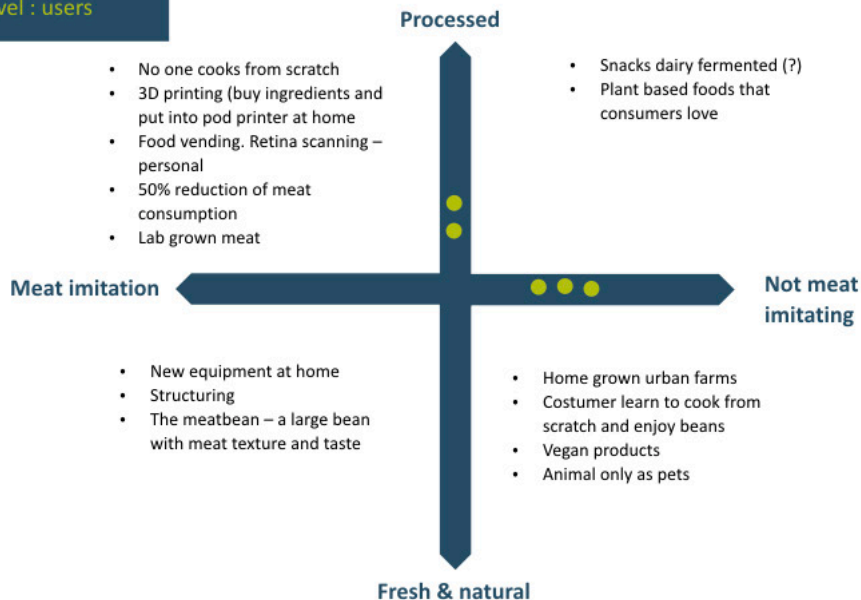 vel : users
Processed
• No one cooks from scratch
• 3D printing (buy ingredients and
put into pod printer at home
• Food vending. Retina scanning –
personal
• 50% reduction of meat
consumption
• Lab grown meat
• Snacks dairy fermented (?)
• Plant based foods that
consumers love
Meat imitation
Not meat
imitating
• New equipment at home
• Structuring
• The meatbean – a large bean
with meat texture and taste
• Home grown urban farms
• Costumer learn to cook from
scratch and enjoy beans
• Vegan products
• Animal only as pets
Fresh & natural